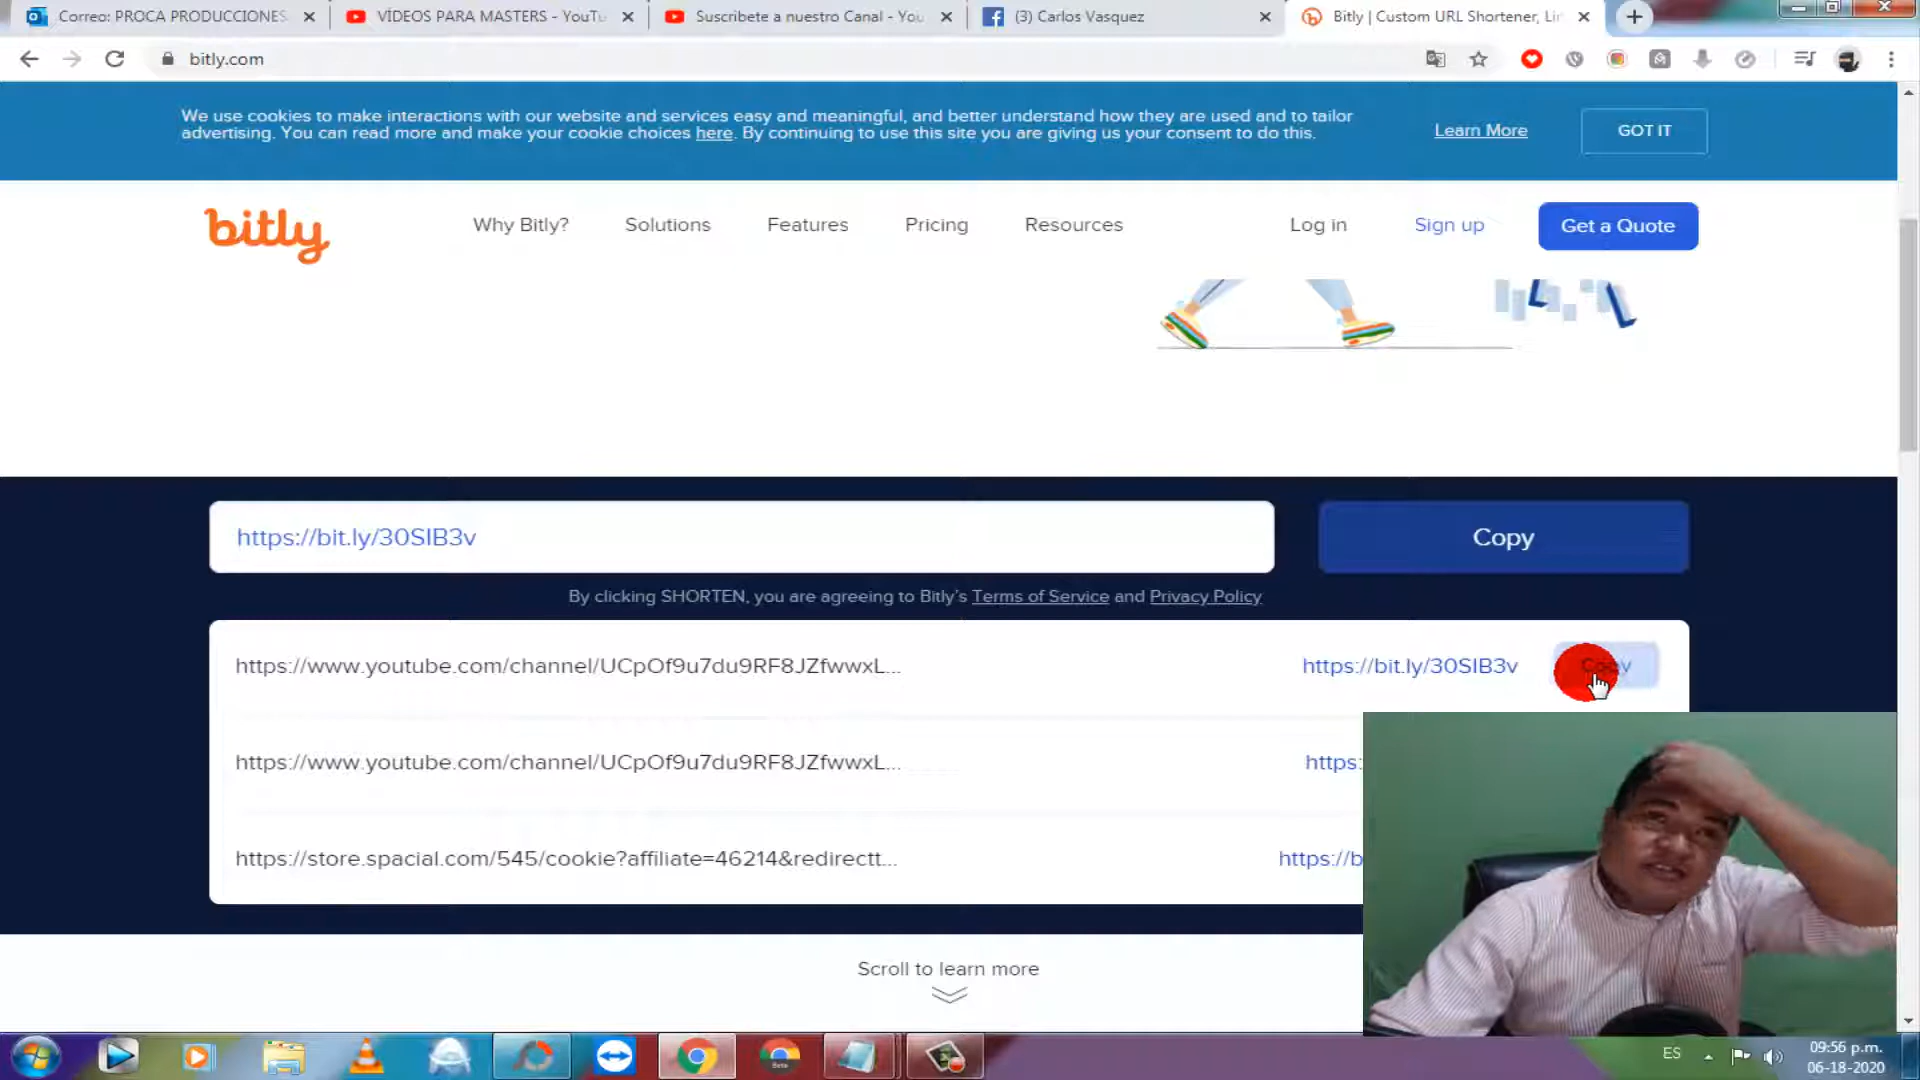 Correo: PROCA PRODUCCIONES
VÍDEOS PARA MASTERS - YouTu
Suscribete a nuestro Canal - You
(3) Carlos Vasquez
Bitly | Custom URL Shortener, Lin
bitly.com
We use cookies to make interactions with our website and services easy and meaningful, and better understand how they are used and to tailor
advertising. You can read more and make your cookie choices here. By continuing to use this site you are giving us your consent to do this.
Learn More
GOT IT
bitly
Why Bitly?
Solutions
Features
Pricing
Resources
Log in
Sign up
Get a Quote
https://bit.ly/30SIB3v
Copy
By clicking SHORTEN, you are agreeing to Bitly's Terms of Service and Privacy Policy
https://www.youtube.com/channel/UCpOf9u7du9RF8JZfwwxL...
https://bit.ly/30SIB3v
Copy
https://www.youtube.com/channel/UCpOf9u7du9RF8JZfwwxL...
https:
https://store.spacial.com/545/cookie?affiliate=46214&redirectt...
https://b
Scroll to learn more
Beta
ES
09:56 p.m.
06-18-2020